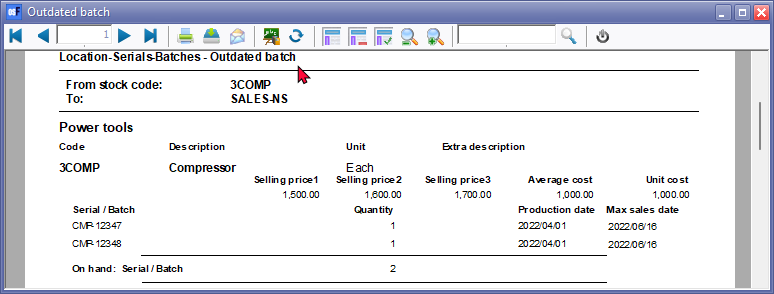 Outdated batch
1
Location-Serials-Batches - Outdated batch
From stock code: 3COMP
To: SALES-NS
Power tools
Code Description Unit Extra description
3COMP Compressor Each
Selling price1 Selling price2 Selling price3 Average cost Unit cost
1,500.00 1,600.00 1,700.00 1,000.00 1,000.00
Serial / Batch Quantity Production date Max sales date
CMP-12347 1 2022/04/01 2022/06/16
CMP-12348 1 2022/04/01 2022/06/16
On hand: Serial / Batch 2